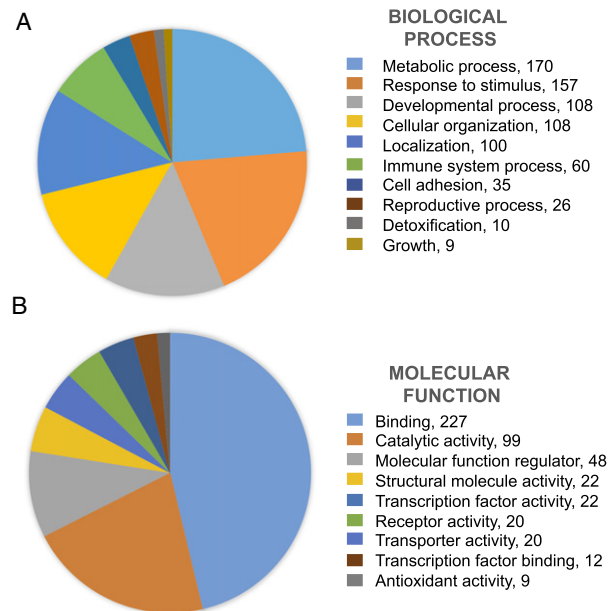 A
BIOLOGICAL
PROCESS
Metabolic process, 170
Response to stimulus, 157
Developmental process, 108
Cellular organization, 108
Localization, 100
Immune system process, 60
Cell adhesion, 35
Reproductive process, 26
Detoxification, 10
Growth, 9
B
MOLECULAR
FUNCTION
Binding, 227
Catalytic activity, 99
Molecular function regulator, 48
Structural molecule activity, 22
Transcription factor activity, 22
Receptor activity, 20
Transporter activity, 20
Transcription factor binding, 12
Antioxidant activity, 9